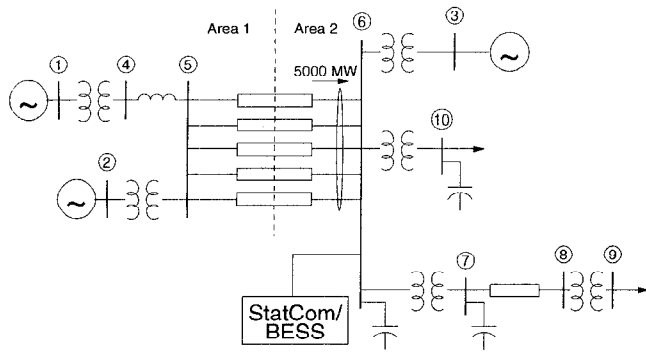 Area 1
Area 2
⑥
③
①
④
⑤
5000 MW
~
~
⑩
②
~
⑦
⑧
⑨
StatCom/
BESS